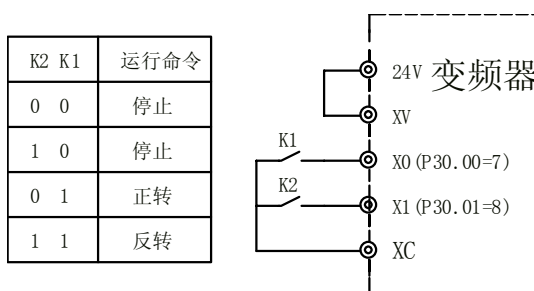 K2 K1 运行命令
0 0 停止
1 0 停止
0 1 正转
1 1 反转
24V 变频器
XV
K1
X0(P30.00=7)
K2
X1(P30.01=8)
XC